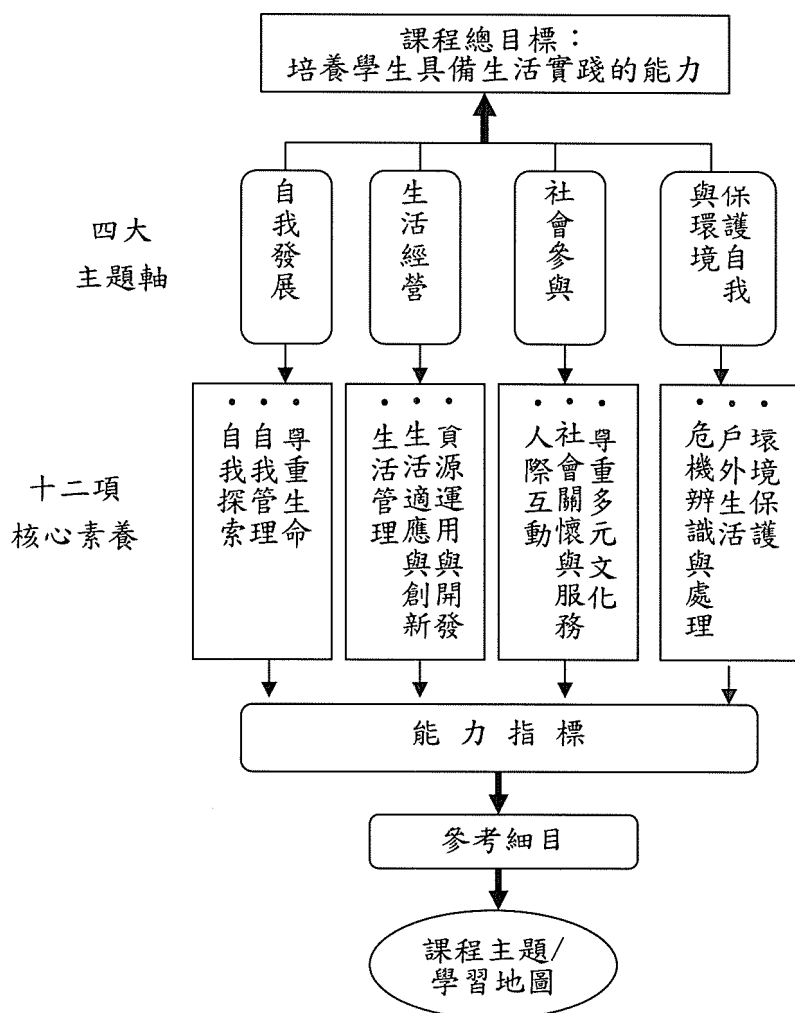 課程總目標：
培養學生具備生活實踐的能力
四大
主題軸
自我發展
生活經營
社會參與
保護自我
與環境
十二項
核心素養
•自我探索
•自我管理
•尊重生命
•生活管理
•生活適應與創新
•資源運用與開發
•人際互動
•社會關懷與服務
•尊重多元文化
•危機辨識與處理
•戶外生活
•環境保護
能力指標
參考細目
課程主題/
學習地圖